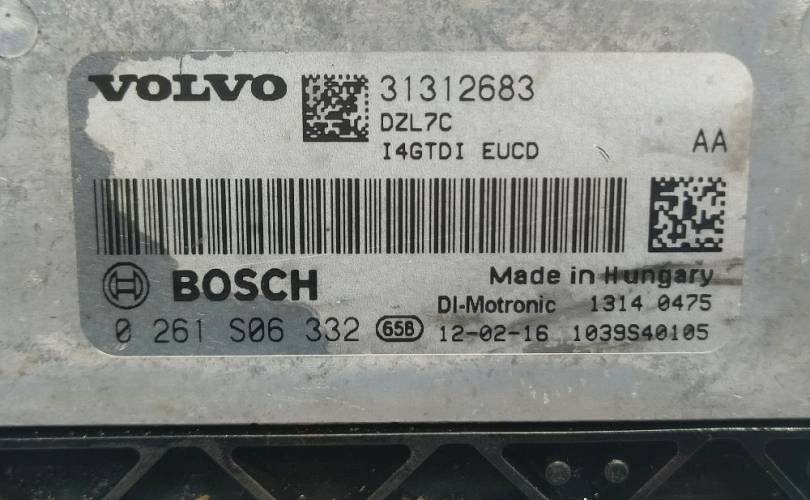 VOLVO 31312683
DZL7C
I4GTDI EUCD AA
BOSCH Made in Hungary
DI-Motronic 1314 0475
0 261 S06 332 65B 12-02-16 1039S40105